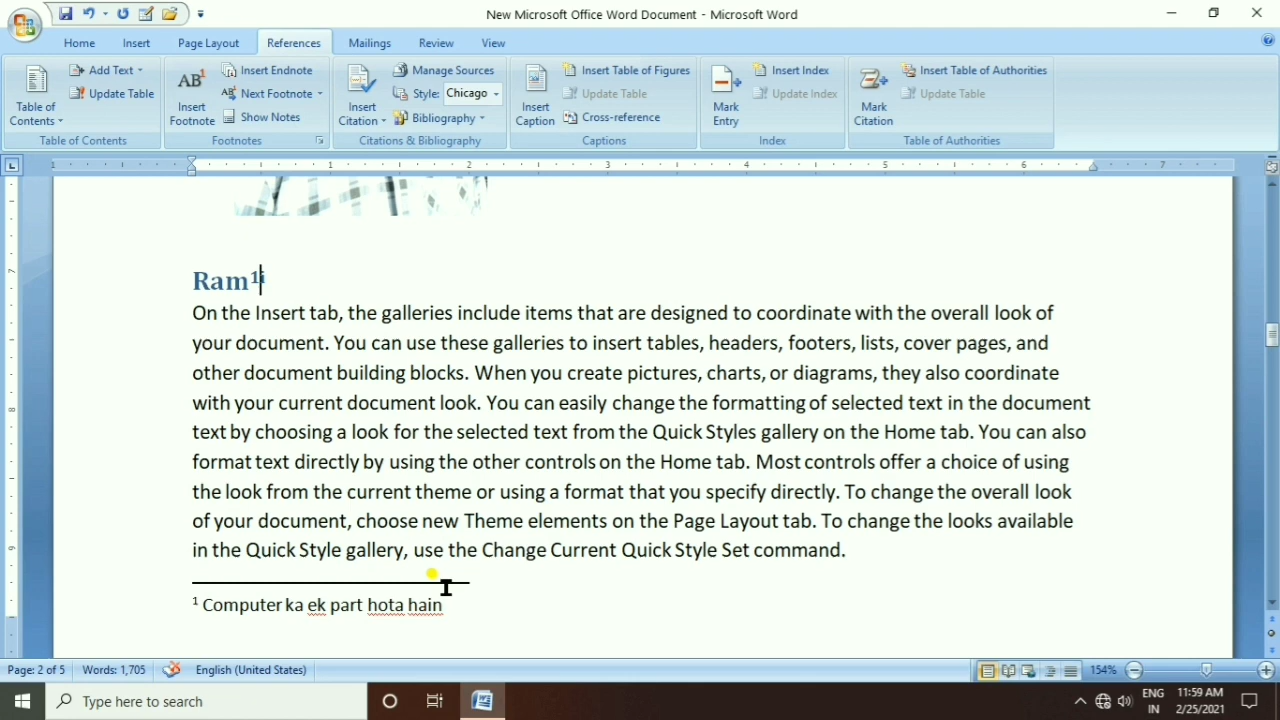 New Microsoft Office Word Document - Microsoft Word
Home Insert Page Layout References Mailings Review View
Table of Contents
Add Text
Update Table
Table of Contents
AB¹
Insert Footnote
Insert Endnote
Next Footnote
Show Notes
Footnotes
Insert Citation
Manage Sources
Style: Chicago
Bibliography
Citations & Bibliography
Insert Caption
Insert Table of Figures
Update Table
Cross-reference
Captions
Mark Entry
Insert Index
Update Index
Index
Mark Citation
Insert Table of Authorities
Update Table
Table of Authorities
1 1 2 3 4 5 6 7
Ram¹ⁱ
On the Insert tab, the galleries include items that are designed to coordinate with the overall look of
your document. You can use these galleries to insert tables, headers, footers, lists, cover pages, and
other document building blocks. When you create pictures, charts, or diagrams, they also coordinate
with your current document look. You can easily change the formatting of selected text in the document
text by choosing a look for the selected text from the Quick Styles gallery on the Home tab. You can also
format text directly by using the other controls on the Home tab. Most controls offer a choice of using
the look from the current theme or using a format that you specify directly. To change the overall look
of your document, choose new Theme elements on the Page Layout tab. To change the looks available
in the Quick Style gallery, use the Change Current Quick Style Set command.
¹ Computer ka ek part hota hain
Page: 2 of 5 Words: 1,705 English (United States) 154%
Type here to search
ENG
IN
11:59 AM
2/25/2021